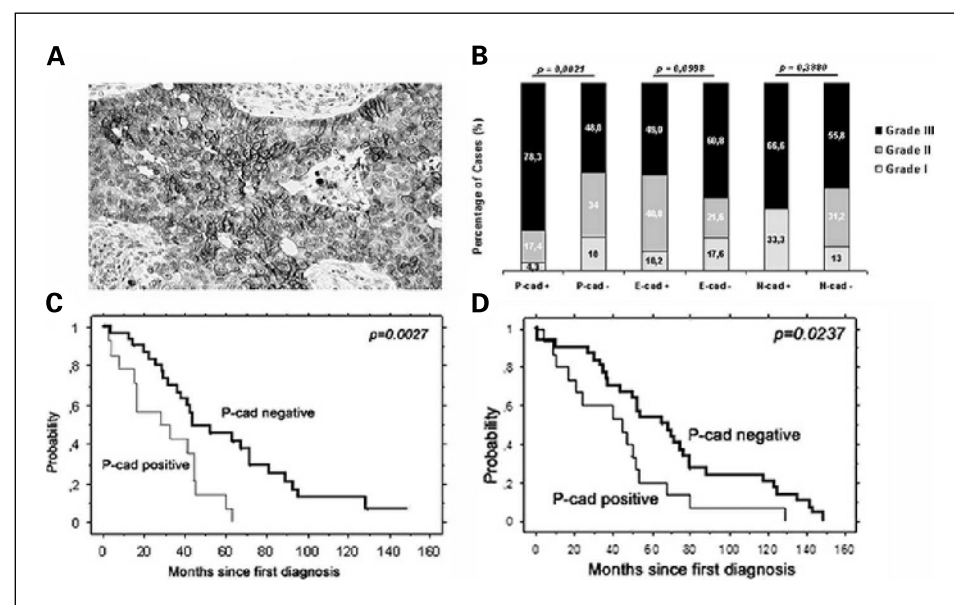 A
B
p = 0,0021
p = 0,0998
p = 0,3880
Percentage of Cases (%)
78,3
17,4
4,3
48,8
34
18
49,0
40,8
10,2
60,8
21,6
17,6
66,6
33,3
55,8
31,2
13
Grade III
Grade II
Grade I
P-cad +
P-cad -
E-cad +
E-cad -
N-cad +
N-cad -
C
p=0.0027
Probability
1
,8
,6
,4
,2
0
P-cad negative
P-cad positive
0 20 40 60 80 100 120 140 160
Months since first diagnosis
D
p=0.0237
Probability
1
,8
,6
,4
,2
0
P-cad negative
P-cad positive
0 20 40 60 80 100 120 140 160
Months since first diagnosis